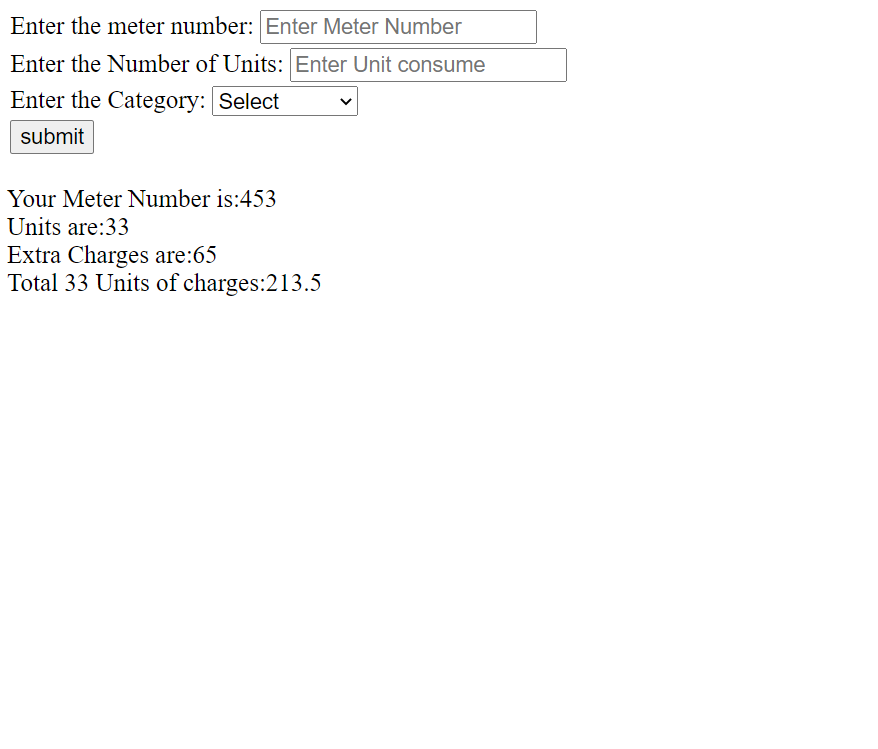 Enter the meter number: Enter Meter Number
Enter the Number of Units: Enter Unit consume
Enter the Category: Select
submit
Your Meter Number is:453
Units are:33
Extra Charges are:65
Total 33 Units of charges:213.5